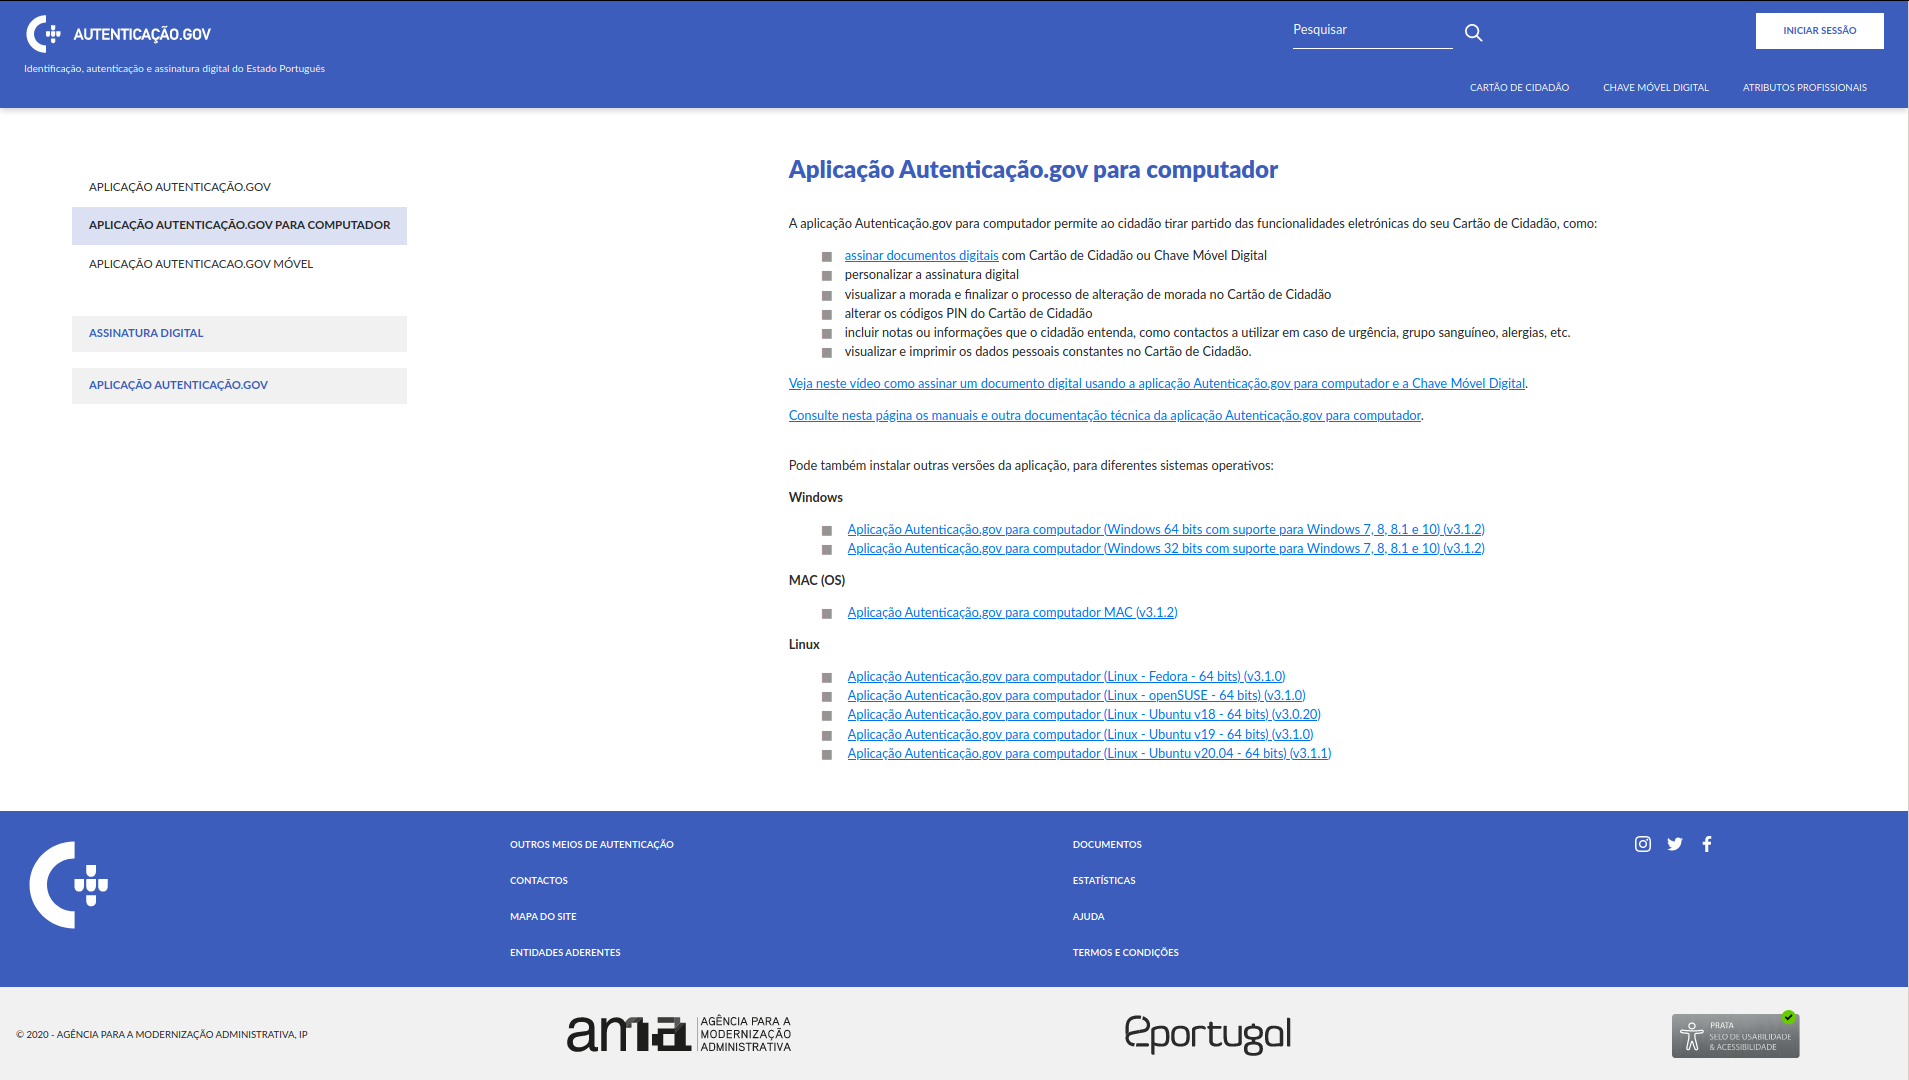 AUTENTICAÇÃO.GOV
Identificação, autenticação e assinatura digital do Estado Português
Pesquisar
INICIAR SESSÃO
CARTÃO DE CIDADÃO
CHAVE MÓVEL DIGITAL
ATRIBUTOS PROFISSIONAIS
APLICAÇÃO AUTENTICAÇÃO.GOV
APLICAÇÃO AUTENTICAÇÃO.GOV PARA COMPUTADOR
APLICAÇÃO AUTENTICACAO.GOV MÓVEL
ASSINATURA DIGITAL
APLICAÇÃO AUTENTICAÇÃO.GOV
Aplicação Autenticação.gov para computador
A aplicação Autenticação.gov para computador permite ao cidadão tirar partido das funcionalidades eletrónicas do seu Cartão de Cidadão, como:
assinar documentos digitais com Cartão de Cidadão ou Chave Móvel Digital
personalizar a assinatura digital
visualizar a morada e finalizar o processo de alteração de morada no Cartão de Cidadão
alterar os códigos PIN do Cartão de Cidadão
incluir notas ou informações que o cidadão entenda, como contactos a utilizar em caso de urgência, grupo sanguíneo, alergias, etc.
visualizar e imprimir os dados pessoais constantes no Cartão de Cidadão.
Veja neste vídeo como assinar um documento digital usando a aplicação Autenticação.gov para computador e a Chave Móvel Digital.
Consulte nesta página os manuais e outra documentação técnica da aplicação Autenticação.gov para computador.
Pode também instalar outras versões da aplicação, para diferentes sistemas operativos:
Windows
Aplicação Autenticação.gov para computador (Windows 64 bits com suporte para Windows 7, 8, 8.1 e 10) (v3.1.2)
Aplicação Autenticação.gov para computador (Windows 32 bits com suporte para Windows 7, 8, 8.1 e 10) (v3.1.2)
MAC (OS)
Aplicação Autenticação.gov para computador MAC (v3.1.2)
Linux
Aplicação Autenticação.gov para computador (Linux - Fedora - 64 bits) (v3.1.0)
Aplicação Autenticação.gov para computador (Linux - openSUSE - 64 bits) (v3.1.0)
Aplicação Autenticação.gov para computador (Linux - Ubuntu v18 - 64 bits) (v3.0.20)
Aplicação Autenticação.gov para computador (Linux - Ubuntu v19 - 64 bits) (v3.1.0)
Aplicação Autenticação.gov para computador (Linux - Ubuntu v20.04 - 64 bits) (v3.1.1)
OUTROS MEIOS DE AUTENTICAÇÃO
CONTACTOS
MAPA DO SITE
ENTIDADES ADERENTES
DOCUMENTOS
ESTATÍSTICAS
AJUDA
TERMOS E CONDIÇÕES
© 2020 - AGÊNCIA PARA A MODERNIZAÇÃO ADMINISTRATIVA, IP
ama
AGÊNCIA PARA A
MODERNIZAÇÃO
ADMINISTRATIVA
eportugal
PRATA
SELO DE USABILIDADE
& ACESSIBILIDADE